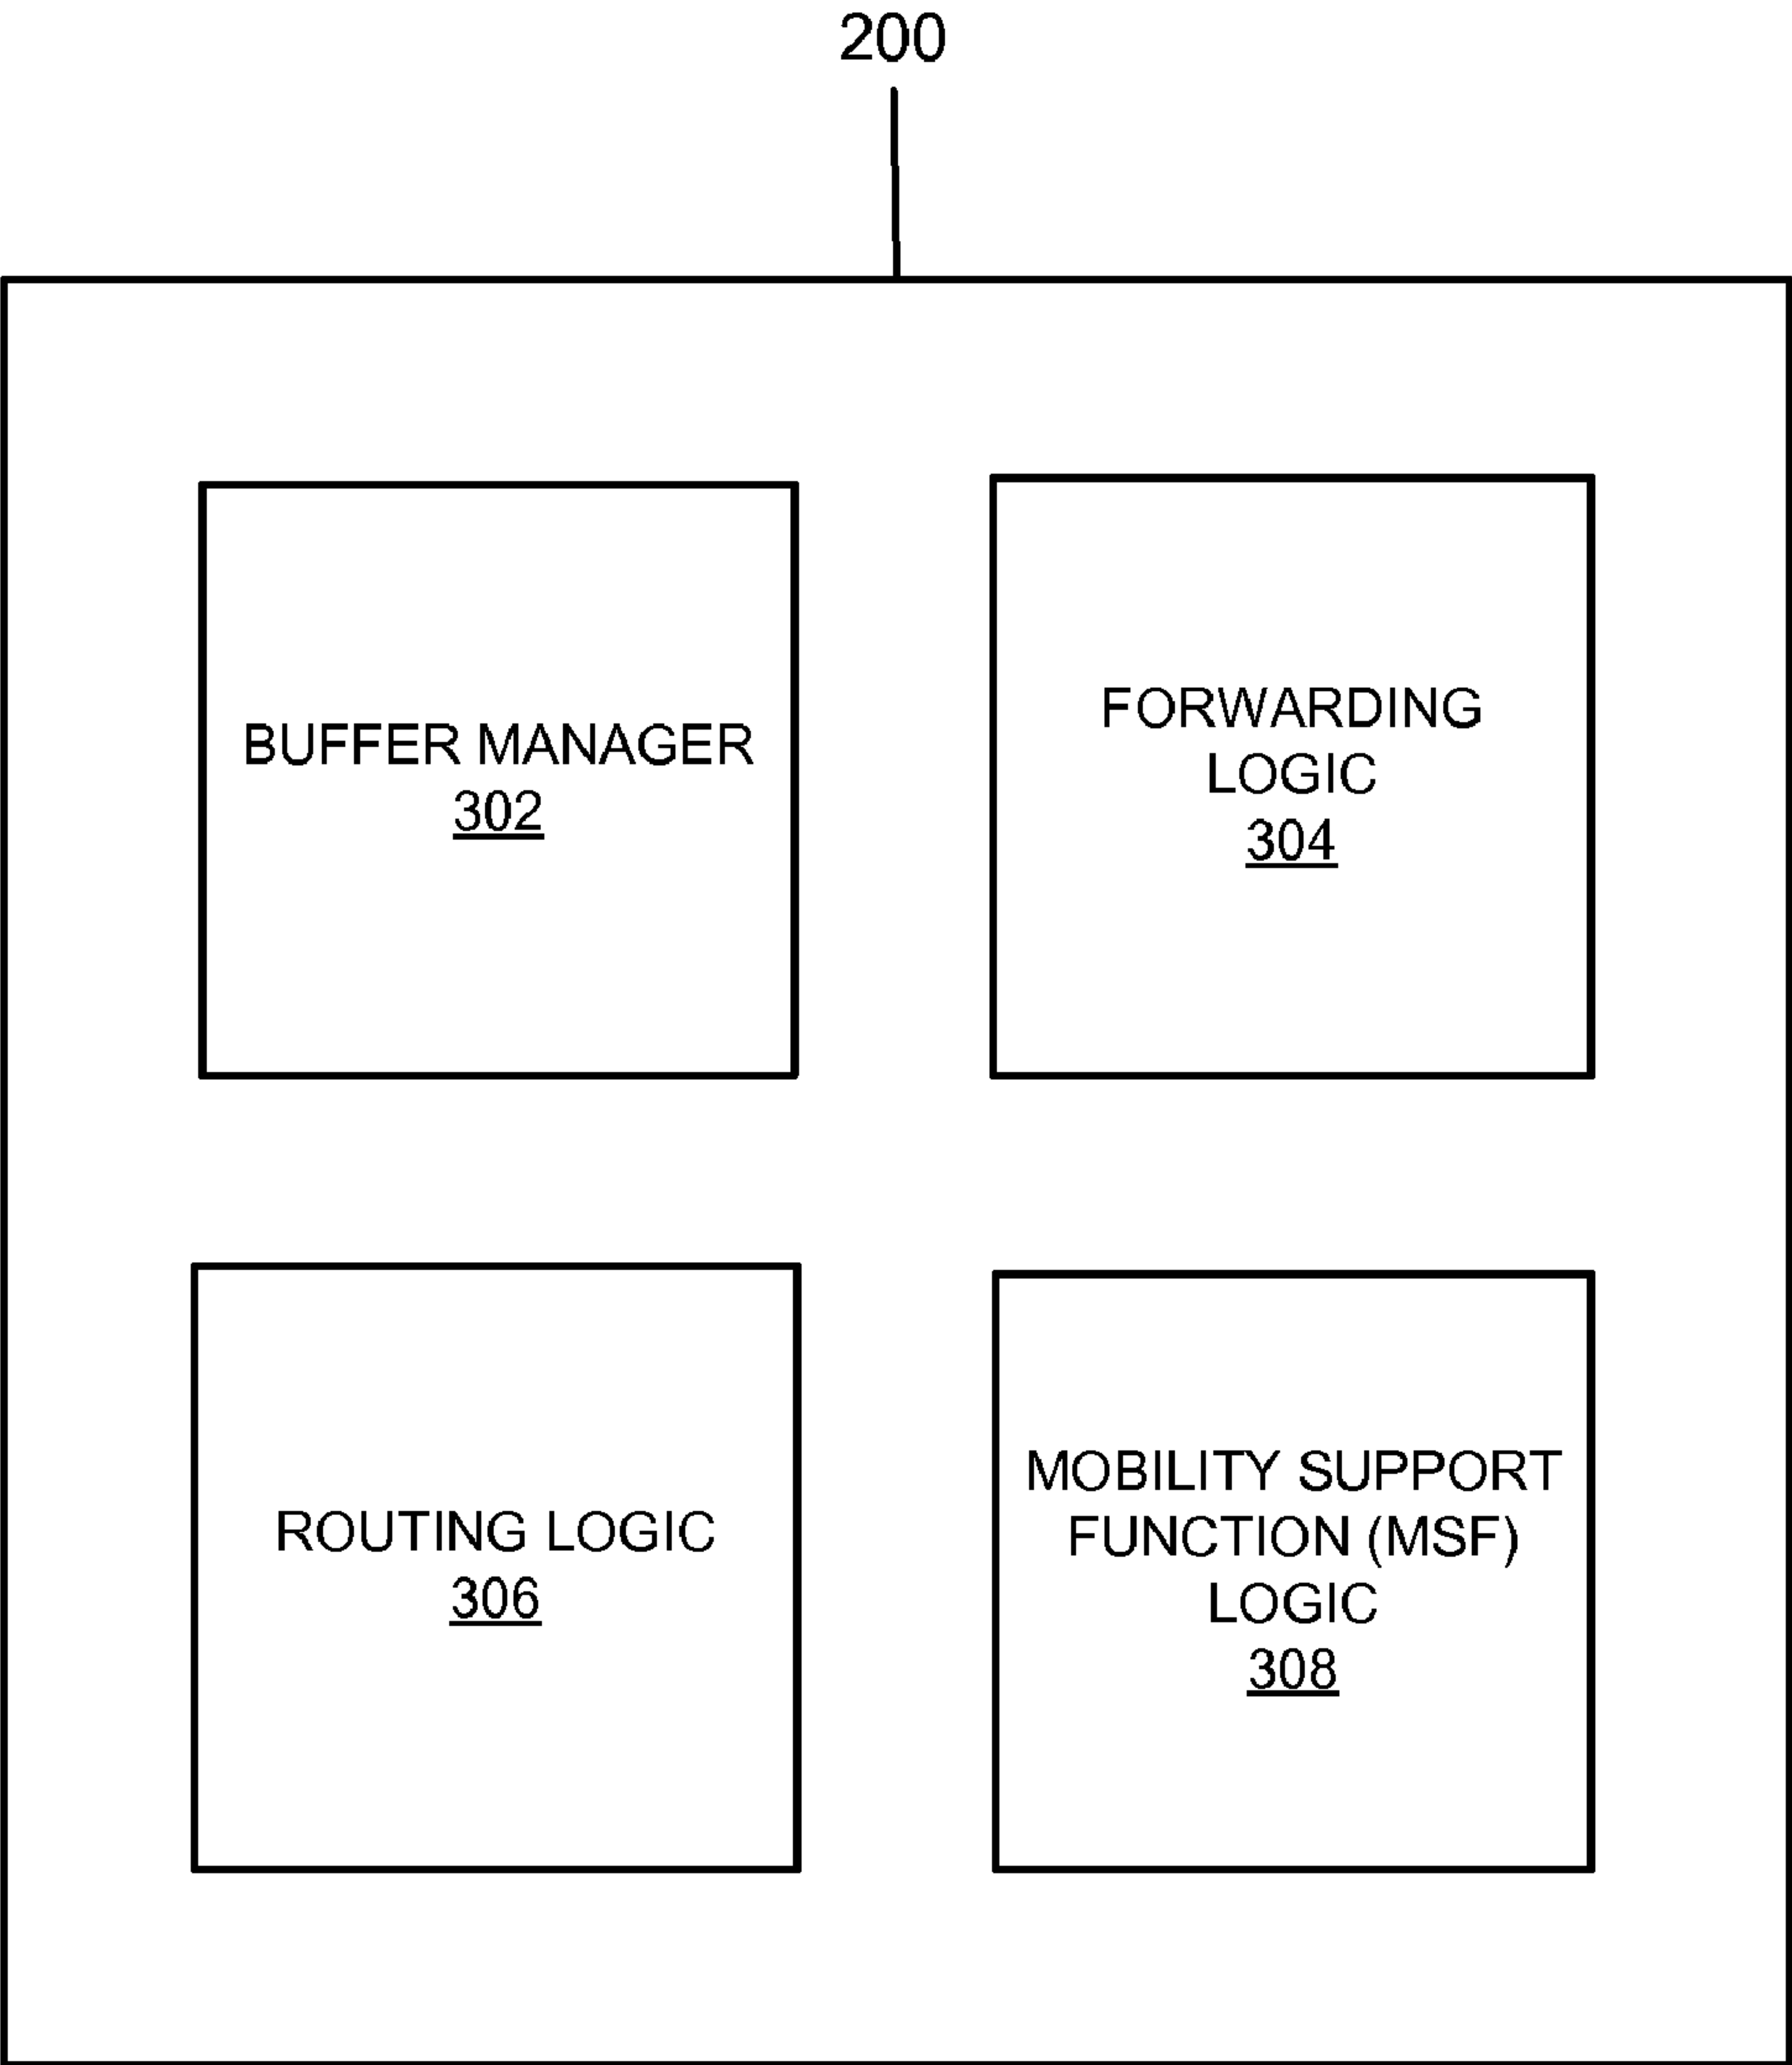 200
BUFFER MANAGER
302
FORWARDING
LOGIC
304
ROUTING LOGIC
306
MOBILITY SUPPORT
FUNCTION (MSF)
LOGIC
308